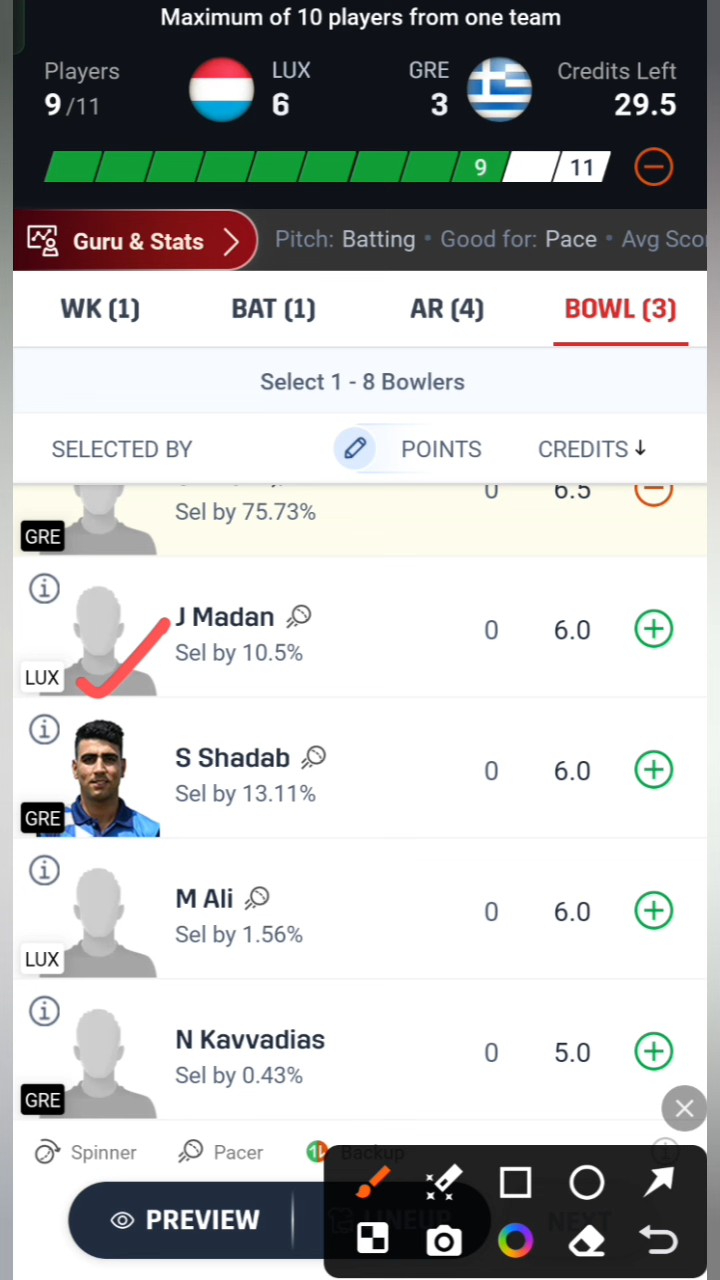 Maximum of 10 players from one team
Players LUX GRE Credits Left
9/11 6 3 29.5
9 11
Guru & Stats Pitch: Batting • Good for: Pace • Avg Sco
WK (1) BAT (1) AR (4) BOWL (3)
Select 1 - 8 Bowlers
SELECTED BY POINTS CREDITS↓
Sel by 75.73% 0 6.5
GRE
J Madan 0 6.0
Sel by 10.5%
LUX
S Shadab 0 6.0
Sel by 13.11%
GRE
M Ali 0 6.0
Sel by 1.56%
LUX
N Kavvadias 0 5.0
Sel by 0.43%
GRE
Spinner Pacer Backup
PREVIEW LINEUP NEXT